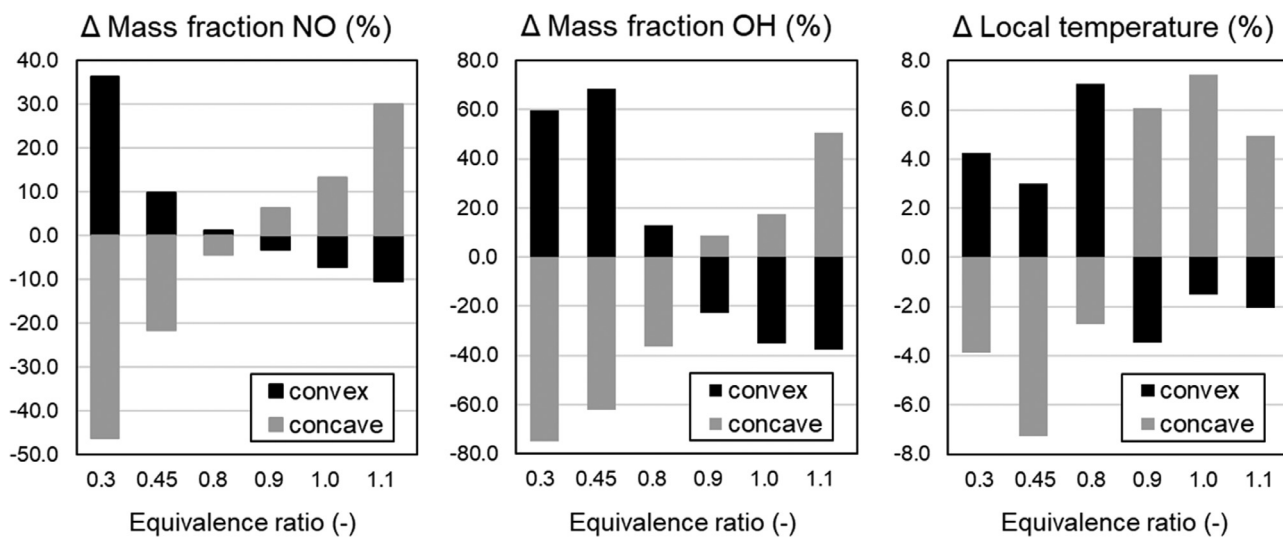 Δ Mass fraction NO (%)
40.0
30.0
20.0
10.0
0.0
-10.0
-20.0
-30.0
-40.0
-50.0
convex
concave
0.3 0.45 0.8 0.9 1.0 1.1
Equivalence ratio (-)
Δ Mass fraction OH (%)
80.0
60.0
40.0
20.0
0.0
-20.0
-40.0
-60.0
-80.0
convex
concave
0.3 0.45 0.8 0.9 1.0 1.1
Equivalence ratio (-)
Δ Local temperature (%)
8.0
6.0
4.0
2.0
0.0
-2.0
-4.0
-6.0
-8.0
convex
concave
0.3 0.45 0.8 0.9 1.0 1.1
Equivalence ratio (-)